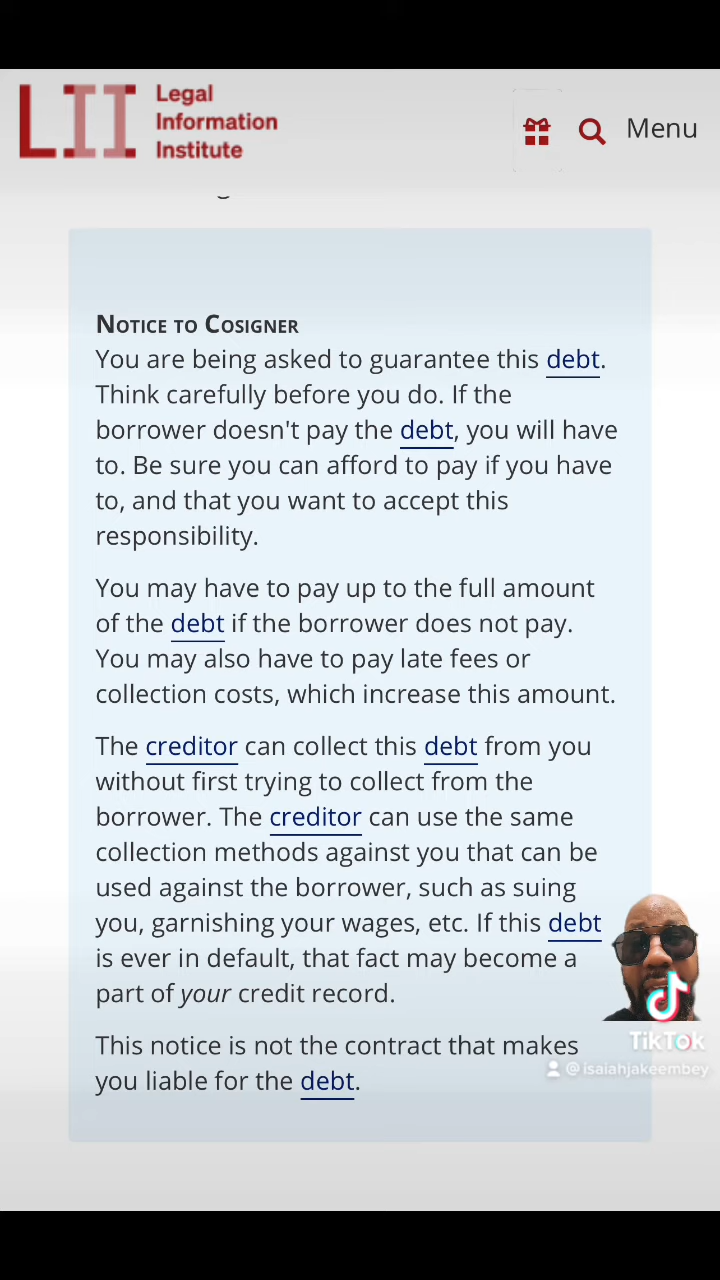 LII
Legal
Information
Institute
Menu
NOTICE TO COSIGNER
You are being asked to guarantee this debt.
Think carefully before you do. If the
borrower doesn't pay the debt, you will have
to. Be sure you can afford to pay if you have
to, and that you want to accept this
responsibility.
You may have to pay up to the full amount
of the debt if the borrower does not pay.
You may also have to pay late fees or
collection costs, which increase this amount.
The creditor can collect this debt from you
without first trying to collect from the
borrower. The creditor can use the same
collection methods against you that can be
used against the borrower, such as suing
you, garnishing your wages, etc. If this debt
is ever in default, that fact may become a
part of your credit record.
This notice is not the contract that makes
you liable for the debt.
TikTok
@isaiahjakeembey